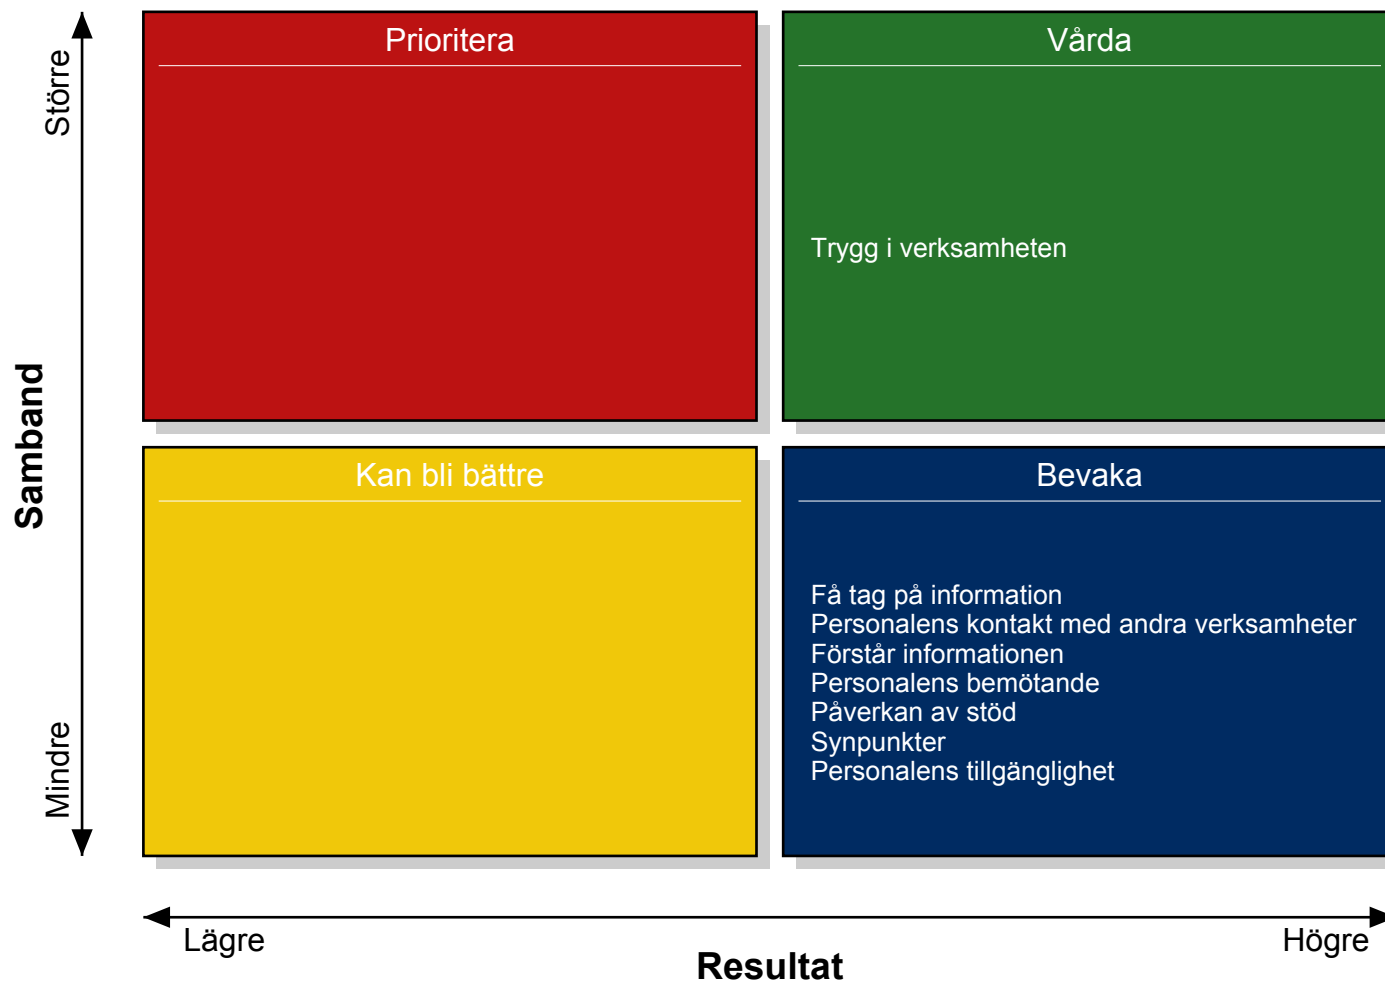 Prioritera
Vårda
Större
Trygg i verksamheten
Samband
Kan bli bättre
Bevaka
Få tag på information
Personalens kontakt med andra verksamheter
Förstår informationen
Personalens bemötande
Påverkan av stöd
Synpunkter
Personalens tillgänglighet
Mindre
Lägre
Högre
Resultat